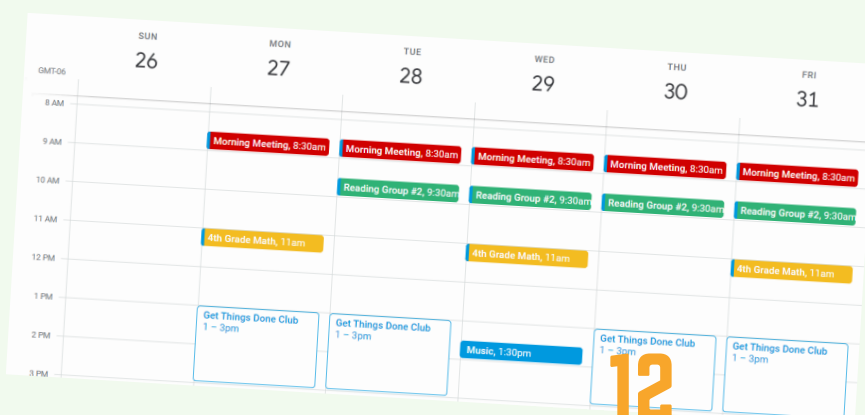 SUN MON TUE WED THU FRI
26 27 28 29 30 31
GMT-06
8 AM
9 AM
Morning Meeting, 8:30am Morning Meeting, 8:30am Morning Meeting, 8:30am Morning Meeting, 8:30am Morning Meeting, 8:30am
10 AM
Reading Group #2, 9:30am Reading Group #2, 9:30am Reading Group #2, 9:30am Reading Group #2, 9:30am
11 AM
4th Grade Math, 11am 4th Grade Math, 11am 4th Grade Math, 11am
12 PM
1 PM
Get Things Done Club Get Things Done Club Get Things Done Club Get Things Done Club
1 – 3pm 1 – 3pm 1 – 3pm 1 – 3pm
2 PM
Music, 1:30pm
3 PM
12